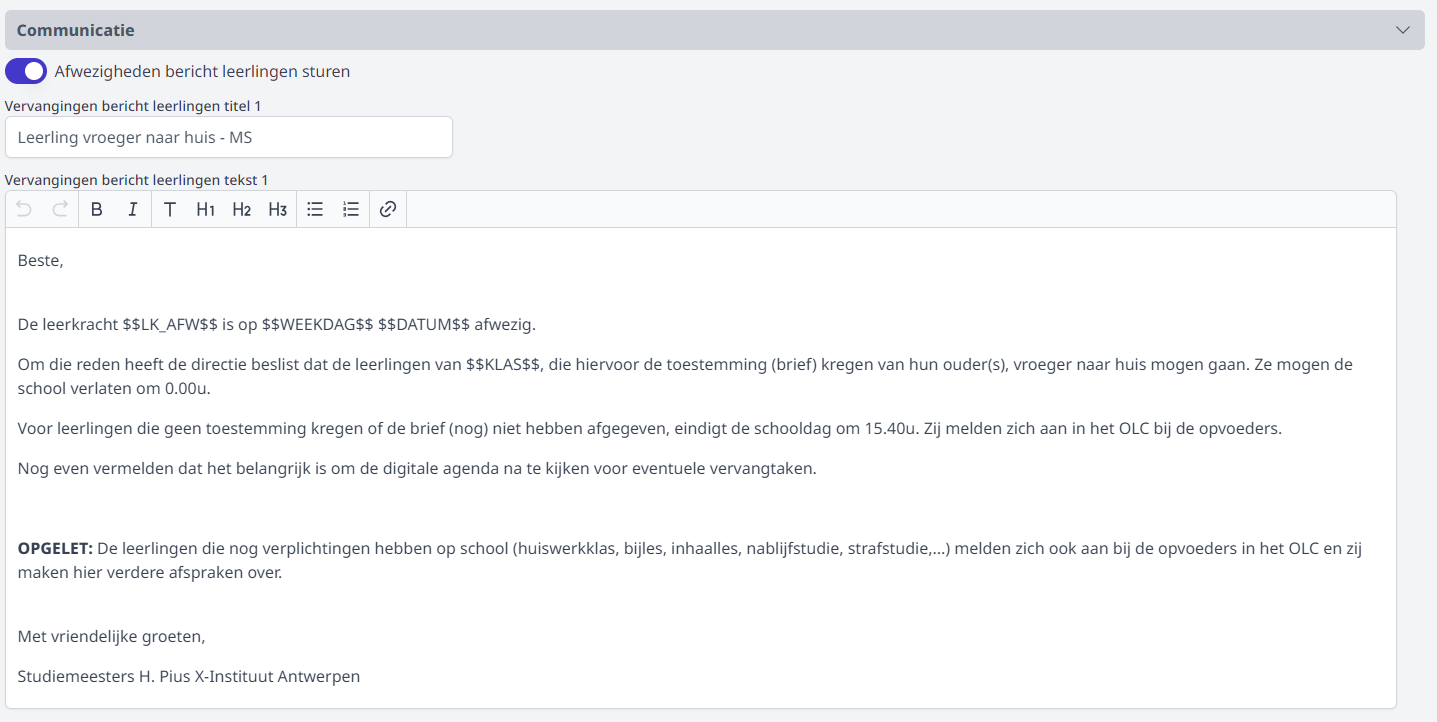 Communicatie
Afwezigheden bericht leerlingen sturen
Vervangingen bericht leerlingen titel 1
Leerling vroeger naar huis - MS
Vervangingen bericht leerlingen tekst 1
B I T H1 H2 H3
Beste,
De leerkracht $$LK_AFW$$ is op $$WEEKDAG$$ $$DATUM$$ afwezig.
Om die reden heeft de directie beslist dat de leerlingen van $$KLAS$$, die hiervoor de toestemming (brief) kregen van hun ouder(s), vroeger naar huis mogen gaan. Ze mogen de
school verlaten om 0.00u.
Voor leerlingen die geen toestemming kregen of de brief (nog) niet hebben afgegeven, eindigt de schooldag om 15.40u. Zij melden zich aan in het OLC bij de opvoeders.
Nog even vermelden dat het belangrijk is om de digitale agenda na te kijken voor eventuele vervangtaken.
OPGELET: De leerlingen die nog verplichtingen hebben op school (huiswerkklas, bijles, inhaalles, nablijfstudie, strafstudie,...) melden zich ook aan bij de opvoeders in het OLC en zij
maken hier verdere afspraken over.
Met vriendelijke groeten,
Studiemeesters H. Pius X-Instituut Antwerpen